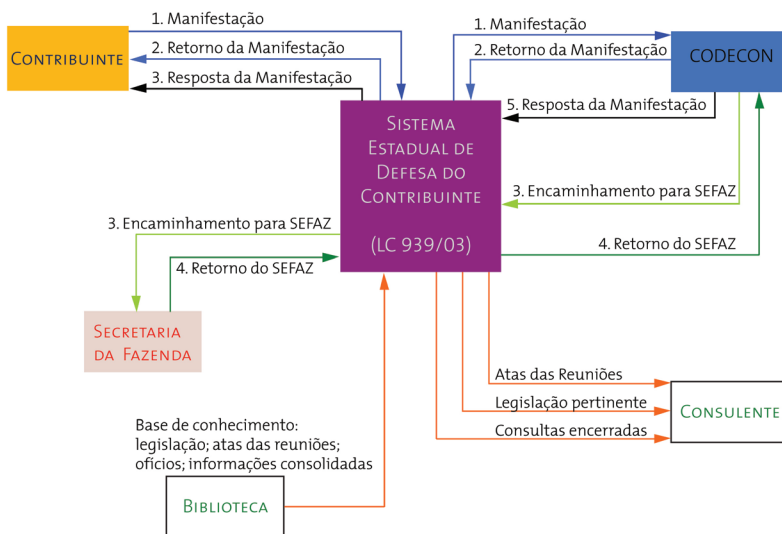 1. Manifestação
2. Retorno da Manifestação
3. Resposta da Manifestação
CONTRIBUINTE
1. Manifestação
2. Retorno da Manifestação
CODECON
5. Resposta da Manifestação
SISTEMA
ESTADUAL DE
DEFESA DO
CONTRIBUINTE
(LC 939/03)
3. Encaminhamento para SEFAZ
4. Retorno do SEFAZ
3. Encaminhamento para SEFAZ
4. Retorno do SEFAZ
SECRETARIA
DA FAZENDA
Atas das Reuniões
Legislação pertinente
Consultas encerradas
CONSULENTE
Base de conhecimento:
legislação; atas das reuniões;
ofícios; informações consolidadas
BIBLIOTECA